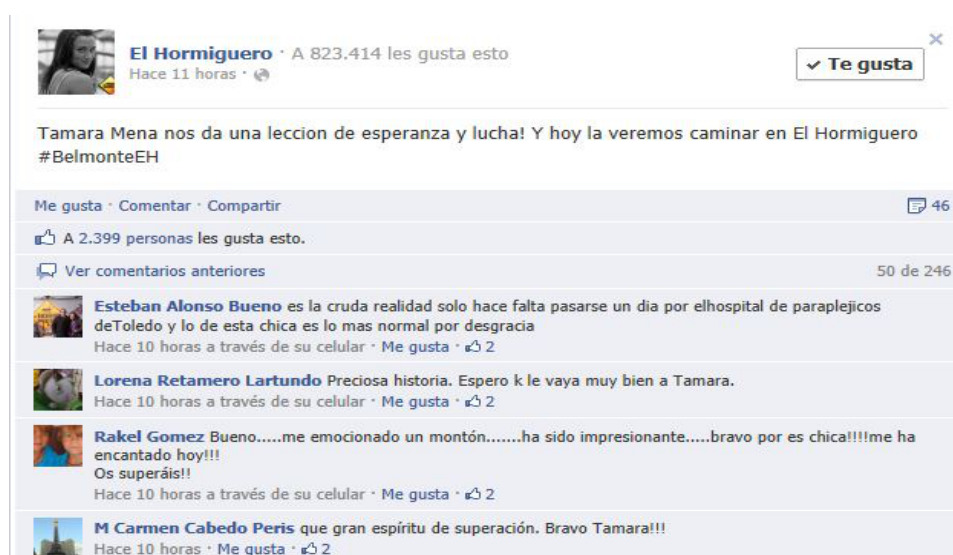 El Hormiguero · A 823.414 les gusta esto
Hace 11 horas ·
✓ Te gusta
Tamara Mena nos da una leccion de esperanza y lucha! Y hoy la veremos caminar en El Hormiguero
#BelmonteEH
Me gusta · Comentar · Compartir
46
A 2.399 personas les gusta esto.
Ver comentarios anteriores
50 de 246
Esteban Alonso Bueno es la cruda realidad solo hace falta pasarse un dia por elhospital de paraplejicos
deToledo y lo de esta chica es lo mas normal por desgracia
Hace 10 horas a través de su celular · Me gusta · 2
Lorena Retamero Lartundo Preciosa historia. Espero k le vaya muy bien a Tamara.
Hace 10 horas a través de su celular · Me gusta · 2
Rakel Gomez Bueno.....me emocionado un montón.......ha sido impresionante.....bravo por es chica!!!!me ha
encantado hoy!!!
Os superáis!!
Hace 10 horas a través de su celular · Me gusta · 2
M Carmen Cabedo Peris que gran espíritu de superación. Bravo Tamara!!!
Hace 10 horas · Me gusta · 2